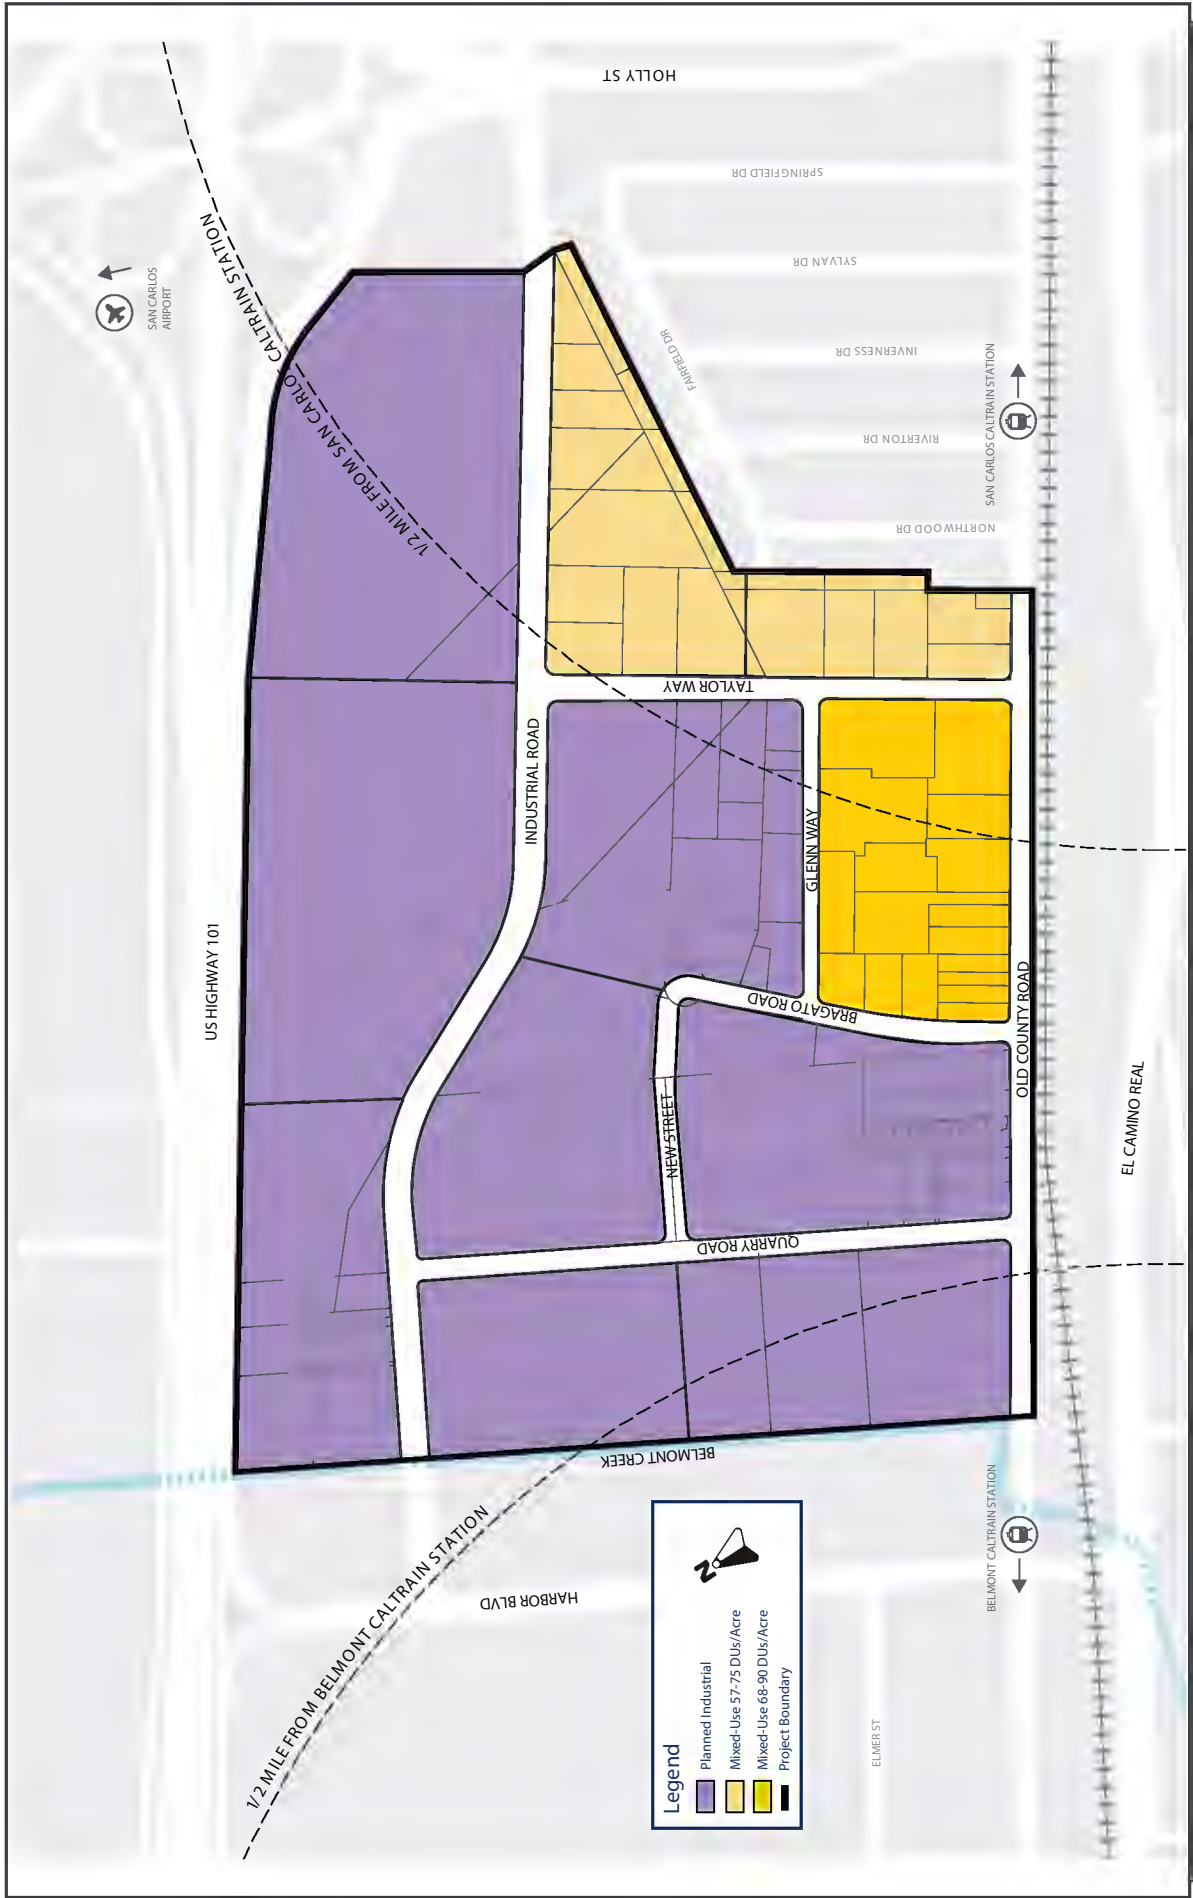 HOLLY ST
SPRINGFIELD DR
SYLVAN DR
INVERNESS DR
RIVERTON DR
NORTHWOOD DR
FAIRFIELD DR
SAN CARLOS
AIRPORT
1/2 MILE FROM SAN CARLOS CALTRAIN STATION
SAN CARLOS CALTRAIN STATION
TAYLOR WAY
INDUSTRIAL ROAD
GLENN WAY
US HIGHWAY 101
BRAGATO ROAD
OLD COUNTY ROAD
EL CAMINO REAL
NEW STREET
QUARRY ROAD
BELMONT CREEK
1/2 MILE FROM BELMONT CALTRAIN STATION
HARBOR BLVD
BELMONT CALTRAIN STATION
ELMER ST
Legend
Planned Industrial
Mixed-Use 57-75 DUs/Acre
Mixed-Use 68-90 DUs/Acre
Project Boundary
N